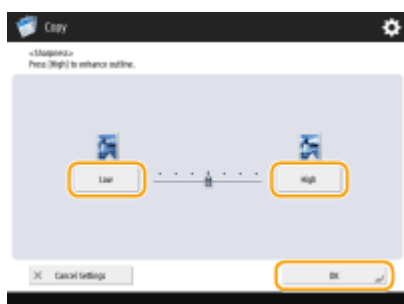 Copy
<Sharpness>
Press [High] to enhance outline.
Low
High
Cancel Settings
OK